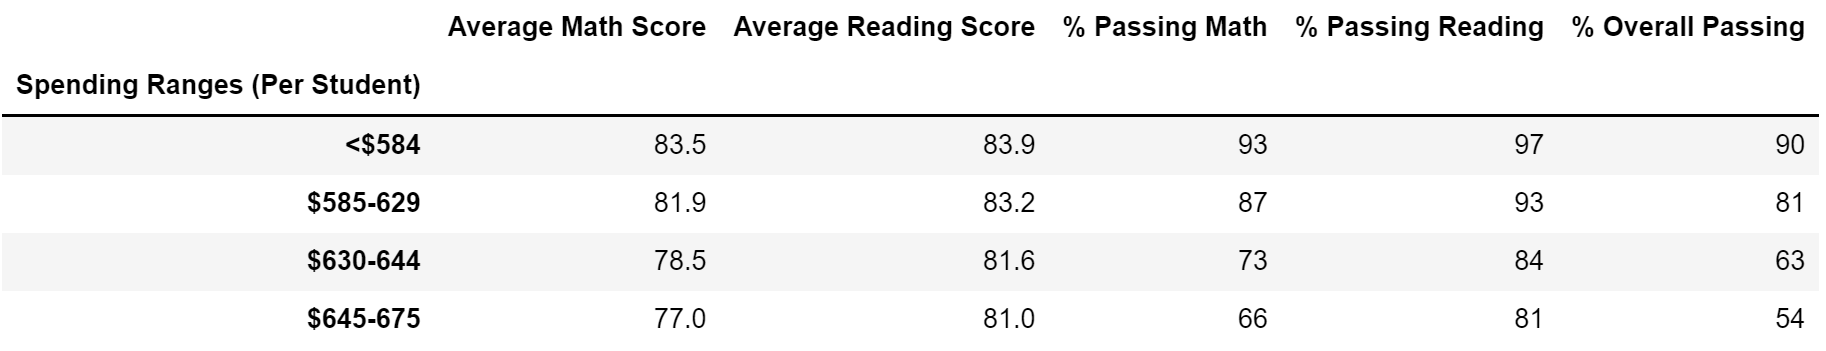 Average Math Score Average Reading Score % Passing Math % Passing Reading % Overall Passing
Spending Ranges (Per Student)
<$584 83.5 83.9 93 97 90
$585-629 81.9 83.2 87 93 81
$630-644 78.5 81.6 73 84 63
$645-675 77.0 81.0 66 81 54